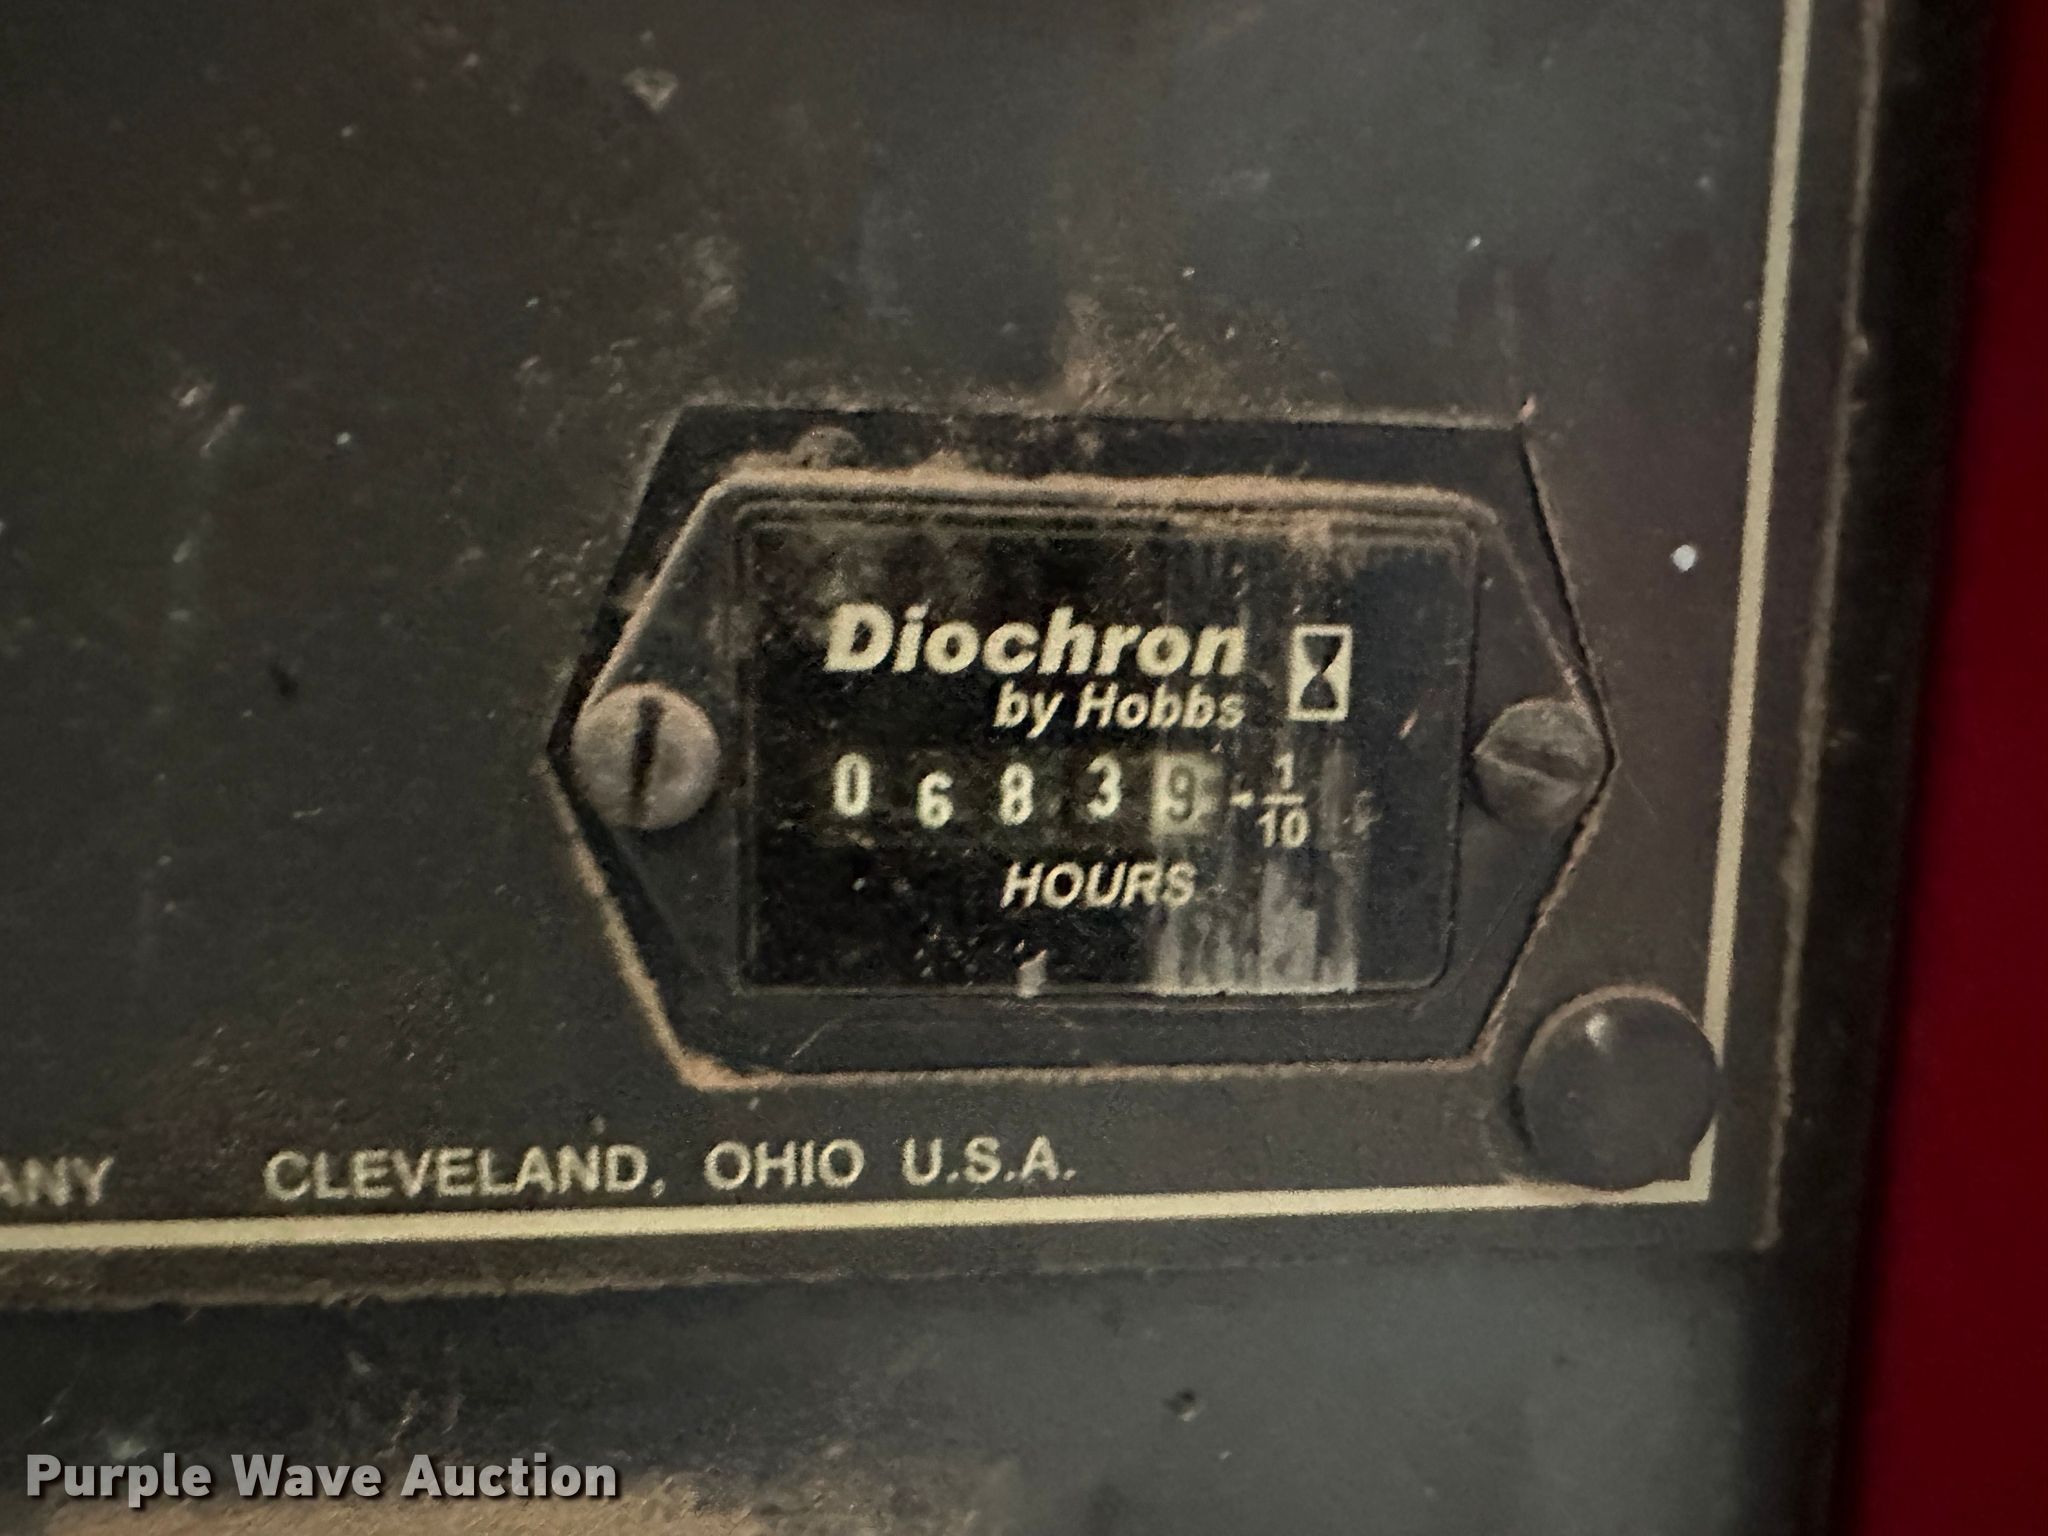 Diochron
by Hobbs
0 6 8 3 9 - 1/10
HOURS
ANY CLEVELAND, OHIO U.S.A.
Purple Wave Auction